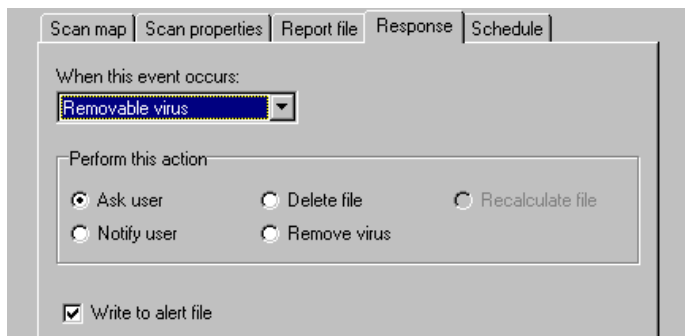 Scan map Scan properties Report file Response Schedule
When this event occurs:
Removable virus
Perform this action
Ask user Delete file Recalculate file
Notify user Remove virus
Write to alert file